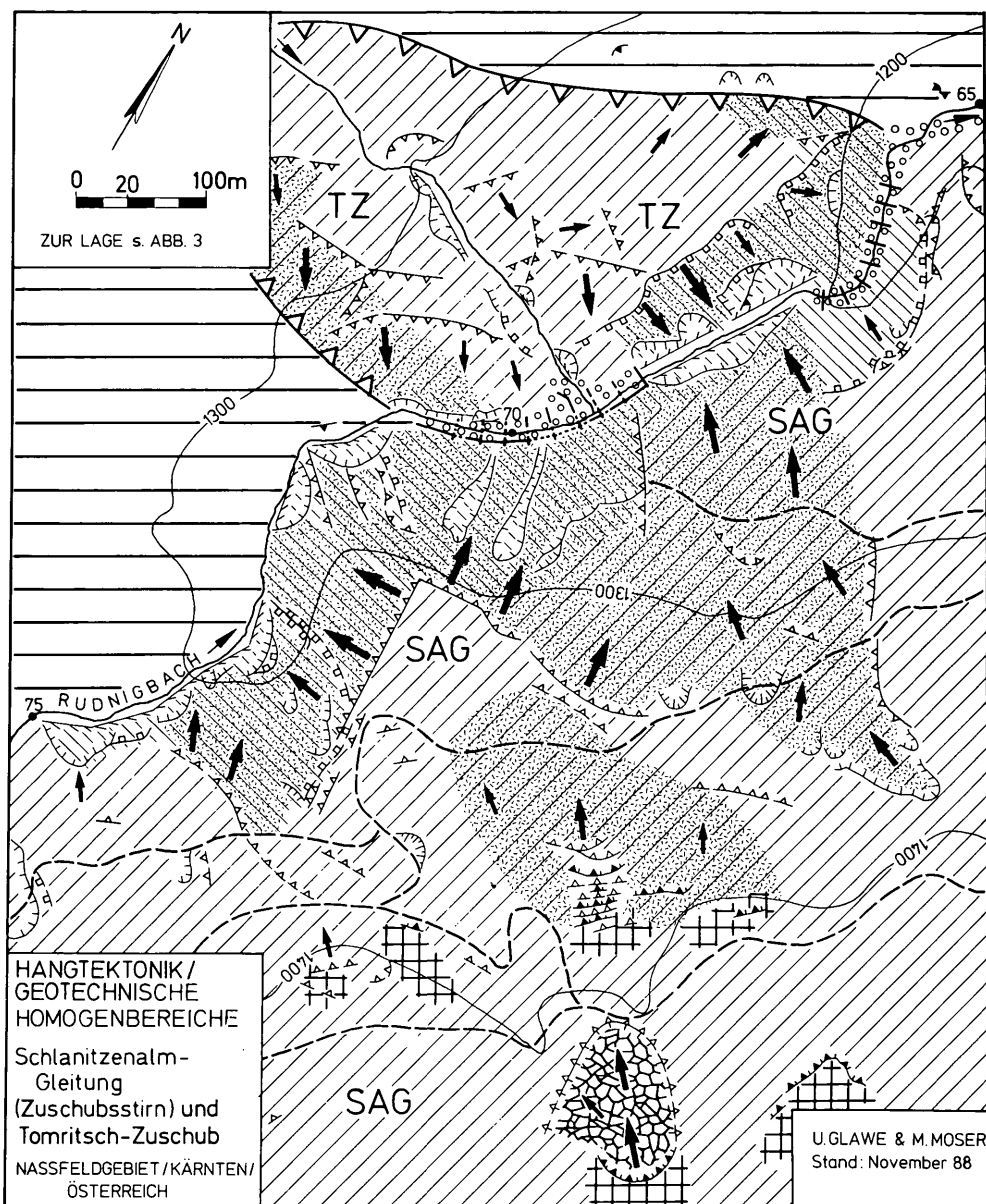 N
0 20 100m
ZUR LAGE s. ABB. 3
1200
65
TZ
TZ
1300
70
SAG
1300
SAG
RUDNIGBACH
75
1400
1400
SAG
HANGTEKTONIK/
GEOTECHNISCHE
HOMOGENBEREICHE
Schlanitzenalm-
Gleitung
(Zuschubsstirn) und
Tomritsch-Zuschub
NASSFELDGEBIET/KÄRNTEN/
ÖSTERREICH
U.GLAWE & M.MOSER
Stand: November 88